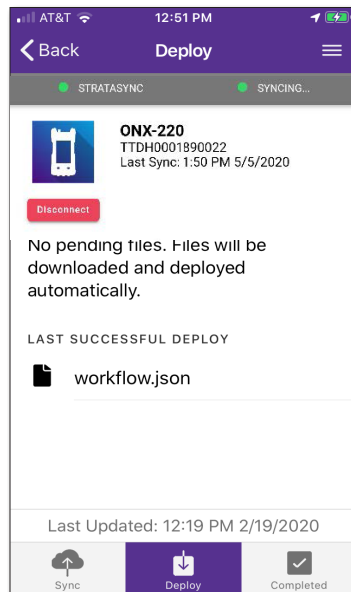 AT&T 12:51 PM
Back Deploy
STRATASYNC SYNCING...
ONX-220
TTDH0001890022
Last Sync: 1:50 PM 5/5/2020
Disconnect
No pending files. Files will be
downloaded and deployed
automatically.
LAST SUCCESSFUL DEPLOY
workflow.json
Last Updated: 12:19 PM 2/19/2020
Sync Deploy Completed